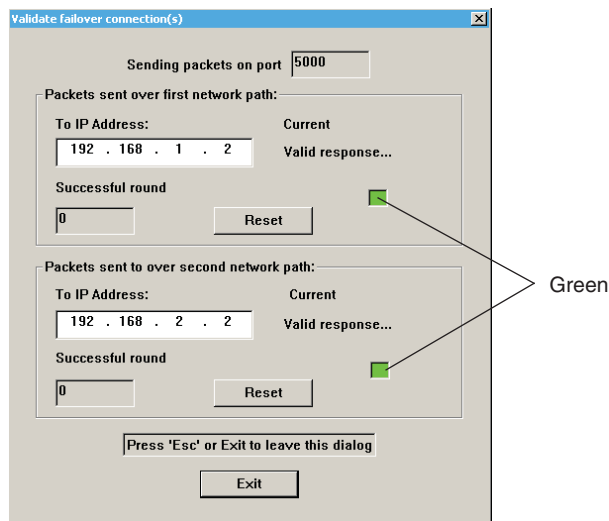 Validate failover connection(s)
Sending packets on port 5000
Packets sent over first network path:
To IP Address: Current
192 . 168 . 1 . 2 Valid response...
Successful round
0 Reset
Packets sent to over second network path:
To IP Address: Current
192 . 168 . 2 . 2 Valid response...
Successful round
0 Reset
Press 'Esc' or Exit to leave this dialog
Exit
Green